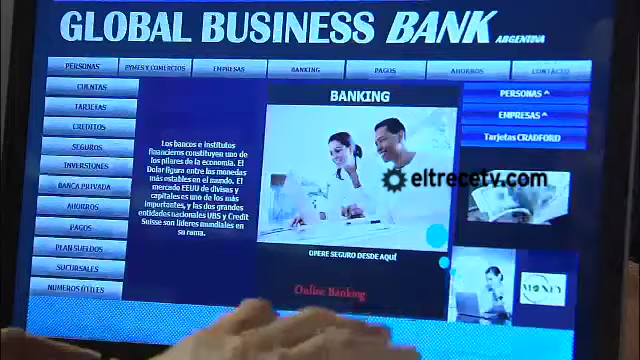 GLOBAL BUSINESS BANK ARGENTINA
PERSONAS PYMES Y COMERCIOS EMPRESAS BANKING PAGOS AHORROS CONTACTO
CUENTAS
TARJETAS
CREDITOS
SEGUROS
INVERSIONES
BANCA PRIVADA
AHORROS
PAGOS
PLAN SUELDOS
SUCURSALES
NUMEROS ÚTILES
Los bancos e institutos
financieros constituyen uno de
los pilares de la economía. El
Dolar figura entre las monedas
más estables en el mundo. El
mercado EEUU de divisas y
capitales es uno de los más
importantes, y las dos grandes
entidades nacionales UBS y Credit
Suisse son líderes mundiales
en su rama.
BANKING
eltrecetv.com
OPERE SEGURO DESDE AQUÍ
Online Banking
PERSONAS ^
EMPRESAS ^
Tarjetas CRADFORD
MONEY